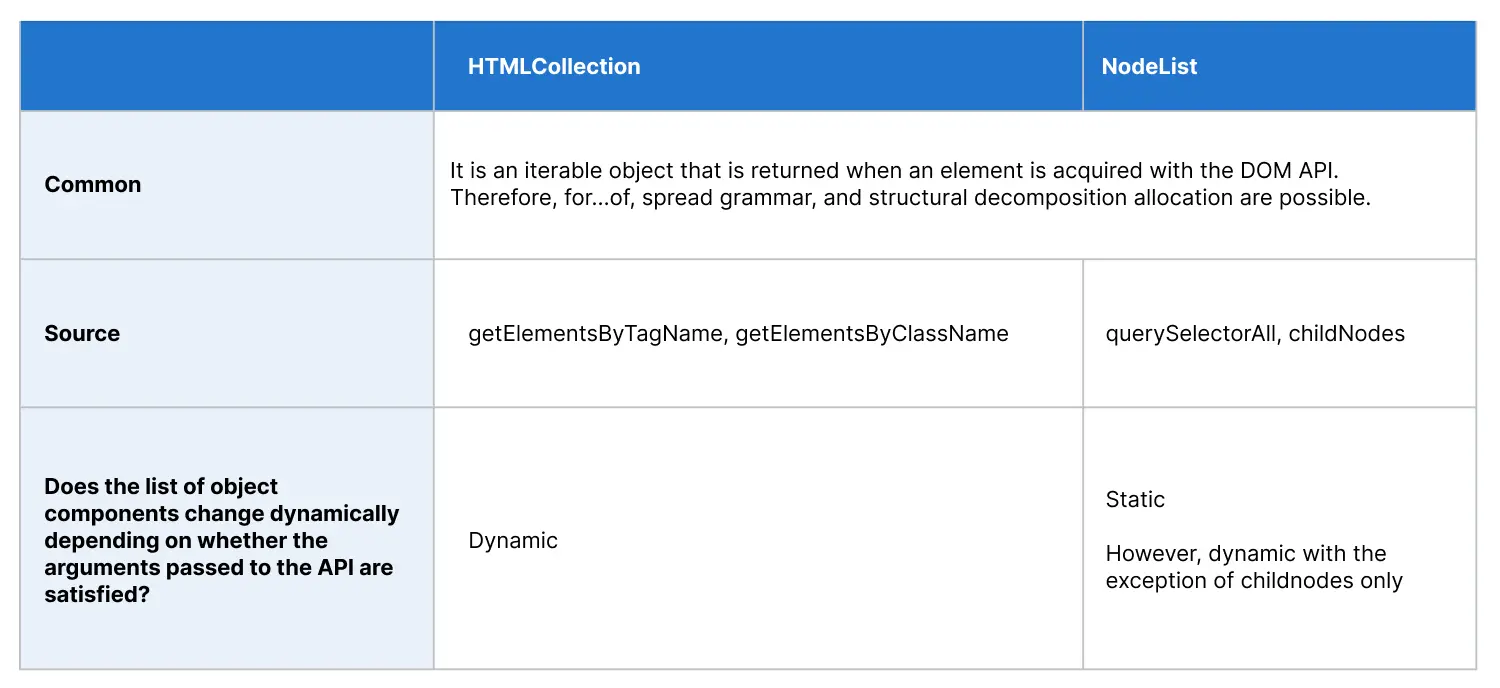 HTMLCollection
NodeList
Common
It is an iterable object that is returned when an element is acquired with the DOM API.
Therefore, for...of, spread grammar, and structural decomposition allocation are possible.
Source
getElementsByTagName, getElementsByClassName
querySelectorAll, childNodes
Does the list of object
components change dynamically
depending on whether the
arguments passed to the API are
satisfied?
Dynamic
Static
However, dynamic with the
exception of childnodes only